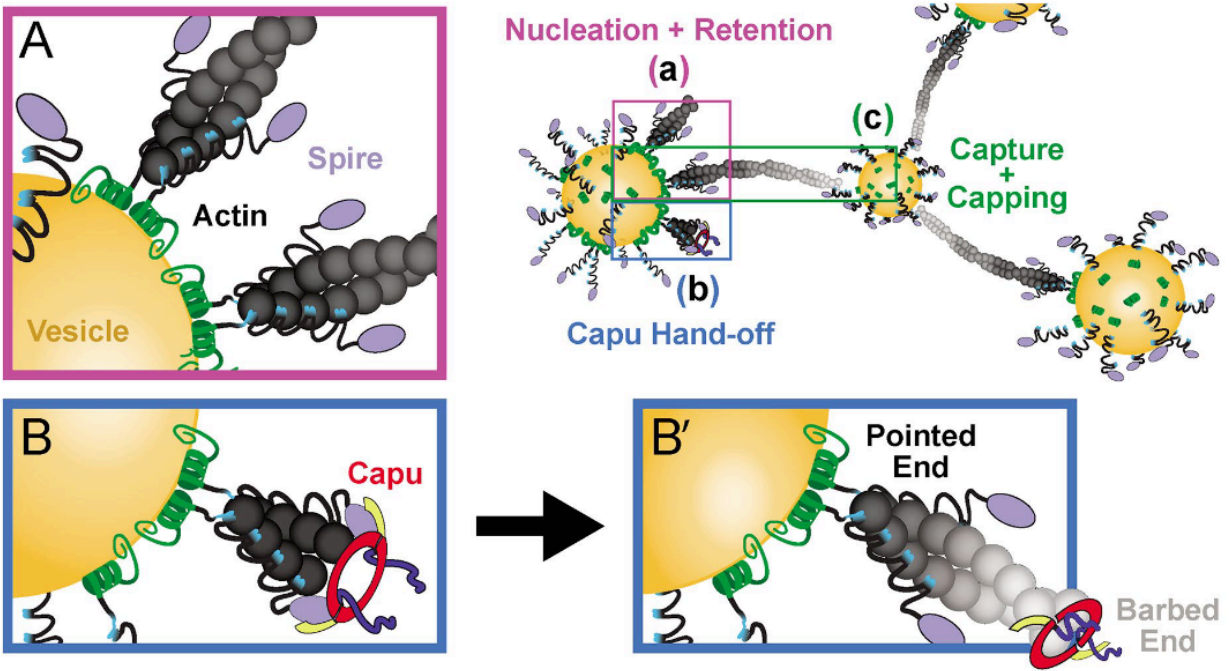 A
Spire
Actin
Vesicle
Nucleation + Retention
(a)
(c)
Capture
+
Capping
(b)
Capu Hand-off
B
Capu
B′
Pointed
End
Barbed
End